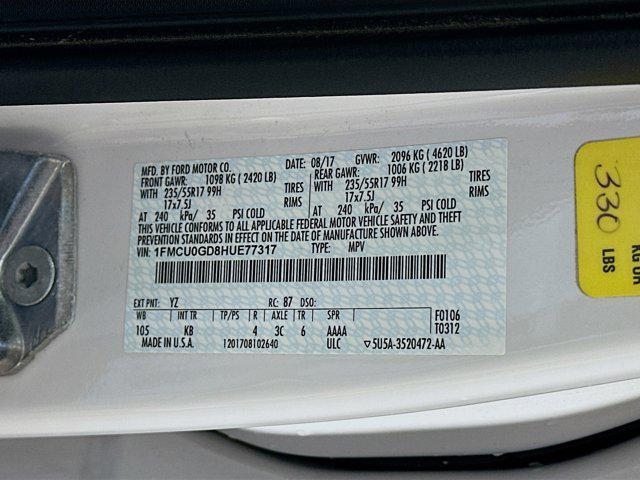 MFD. BY FORD MOTOR CO. DATE: 08/17 GVWR: 2096 KG ( 4620 LB)
FRONT GAWR: 1098 KG ( 2420 LB) REAR GAWR: 1006 KG ( 2218 LB)
WITH 235/55R17 99H TIRES WITH 235/55R17 99H TIRES
17x7.5J RIMS 17x7.5J RIMS
AT 240 kPa/ 35 PSI COLD AT 240 kPa/ 35 PSI COLD
THIS VEHICLE CONFORMS TO ALL APPLICABLE FEDERAL MOTOR VEHICLE SAFETY AND THEFT
PREVENTION STANDARDS IN EFFECT ON THE DATE OF MANUFACTURE SHOWN ABOVE.
VIN: 1FMCU0GD8HUE77317 TYPE: MPV
EXT PNT: YZ RC: 87 DSO:
WB INT TR TP/PS R AXLE TR SPR F0106
105 KB 4 3C 6 AAAA T0312
MADE IN U.S.A. 1201708102640 ULC ▽5U5A-3520472-AA
330
LBS
KG OR